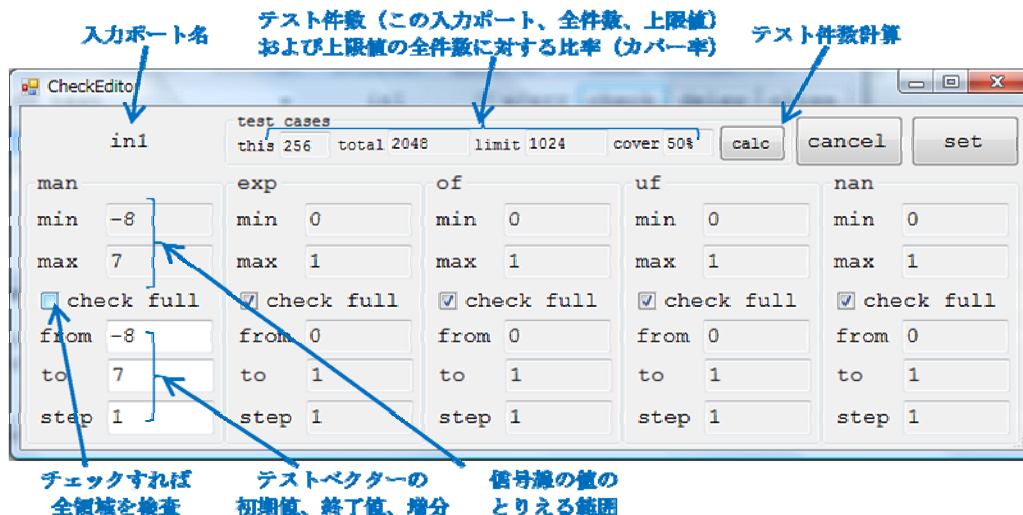 入力ポート名
テスト件数（この入力ポート、全件数、上限値）
および上限値の全件数に対する比率（カバー率）
テスト件数計算
CheckEditor
in1
test cases
this 256 total 2048 limit 1024 cover 50% calc
cancel set
man exp of uf nan
min -8 min 0 min 0 min 0 min 0
max 7 max 1 max 1 max 1 max 1
check full check full check full check full check full
from -8 from 0 from 0 from 0 from 0
to 7 to 1 to 1 to 1 to 1
step 1 step 1 step 1 step 1 step 1
チェックすれば
全領域を検査
テストベクターの
初期値、終了値、増分
信号線の値の
とりえる範囲